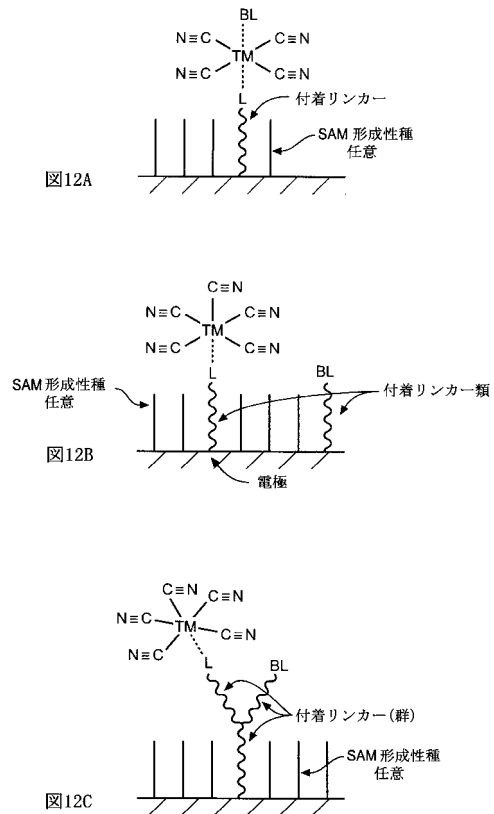 BL
N≡C C≡N
TM
N≡C C≡N
L
付着リンカー
SAM 形成性種
任意
図12A
C≡N
N≡C C≡N
TM
N≡C C≡N
L
BL
SAM 形成性種
任意
付着リンカー類
図12B
電極
C≡N C≡N
N≡C TM
C≡N
N≡C
L
BL
付着リンカー(群)
SAM 形成性種
任意
図12C